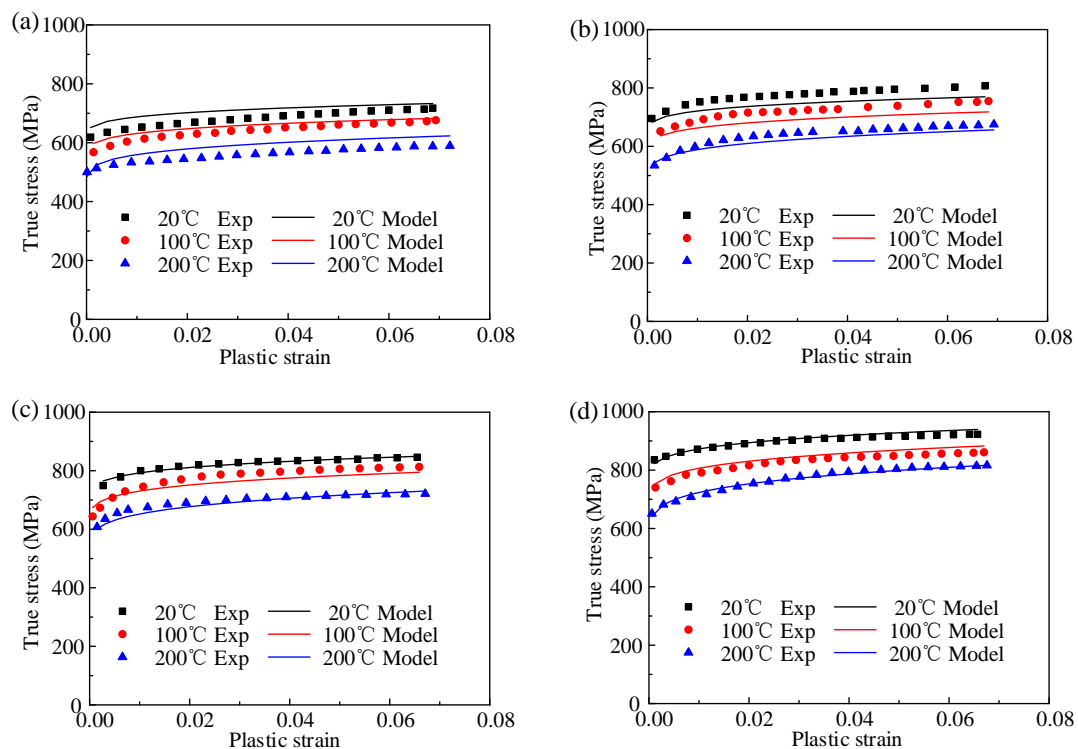 (a)
1000
800
600
400
200
0
True stress (MPa)
20℃ Exp 20℃ Model
100℃ Exp 100℃ Model
200℃ Exp 200℃ Model
0.00 0.02 0.04 0.06 0.08
Plastic strain
(b)
1000
800
600
400
200
0
True stress (MPa)
20℃ Exp 20℃ Model
100℃ Exp 100℃ Model
200℃ Exp 200℃ Model
0.00 0.02 0.04 0.06 0.08
Plastic strain
(c)
1000
800
600
400
200
0
True stress (MPa)
20℃ Exp 20℃ Model
100℃ Exp 100℃ Model
200℃ Exp 200℃ Model
0.00 0.02 0.04 0.06 0.08
Plastic strain
(d)
1000
800
600
400
200
0
True stress (MPa)
20℃ Exp 20℃ Model
100℃ Exp 100℃ Model
200℃ Exp 200℃ Model
0.00 0.02 0.04 0.06 0.08
Plastic strain